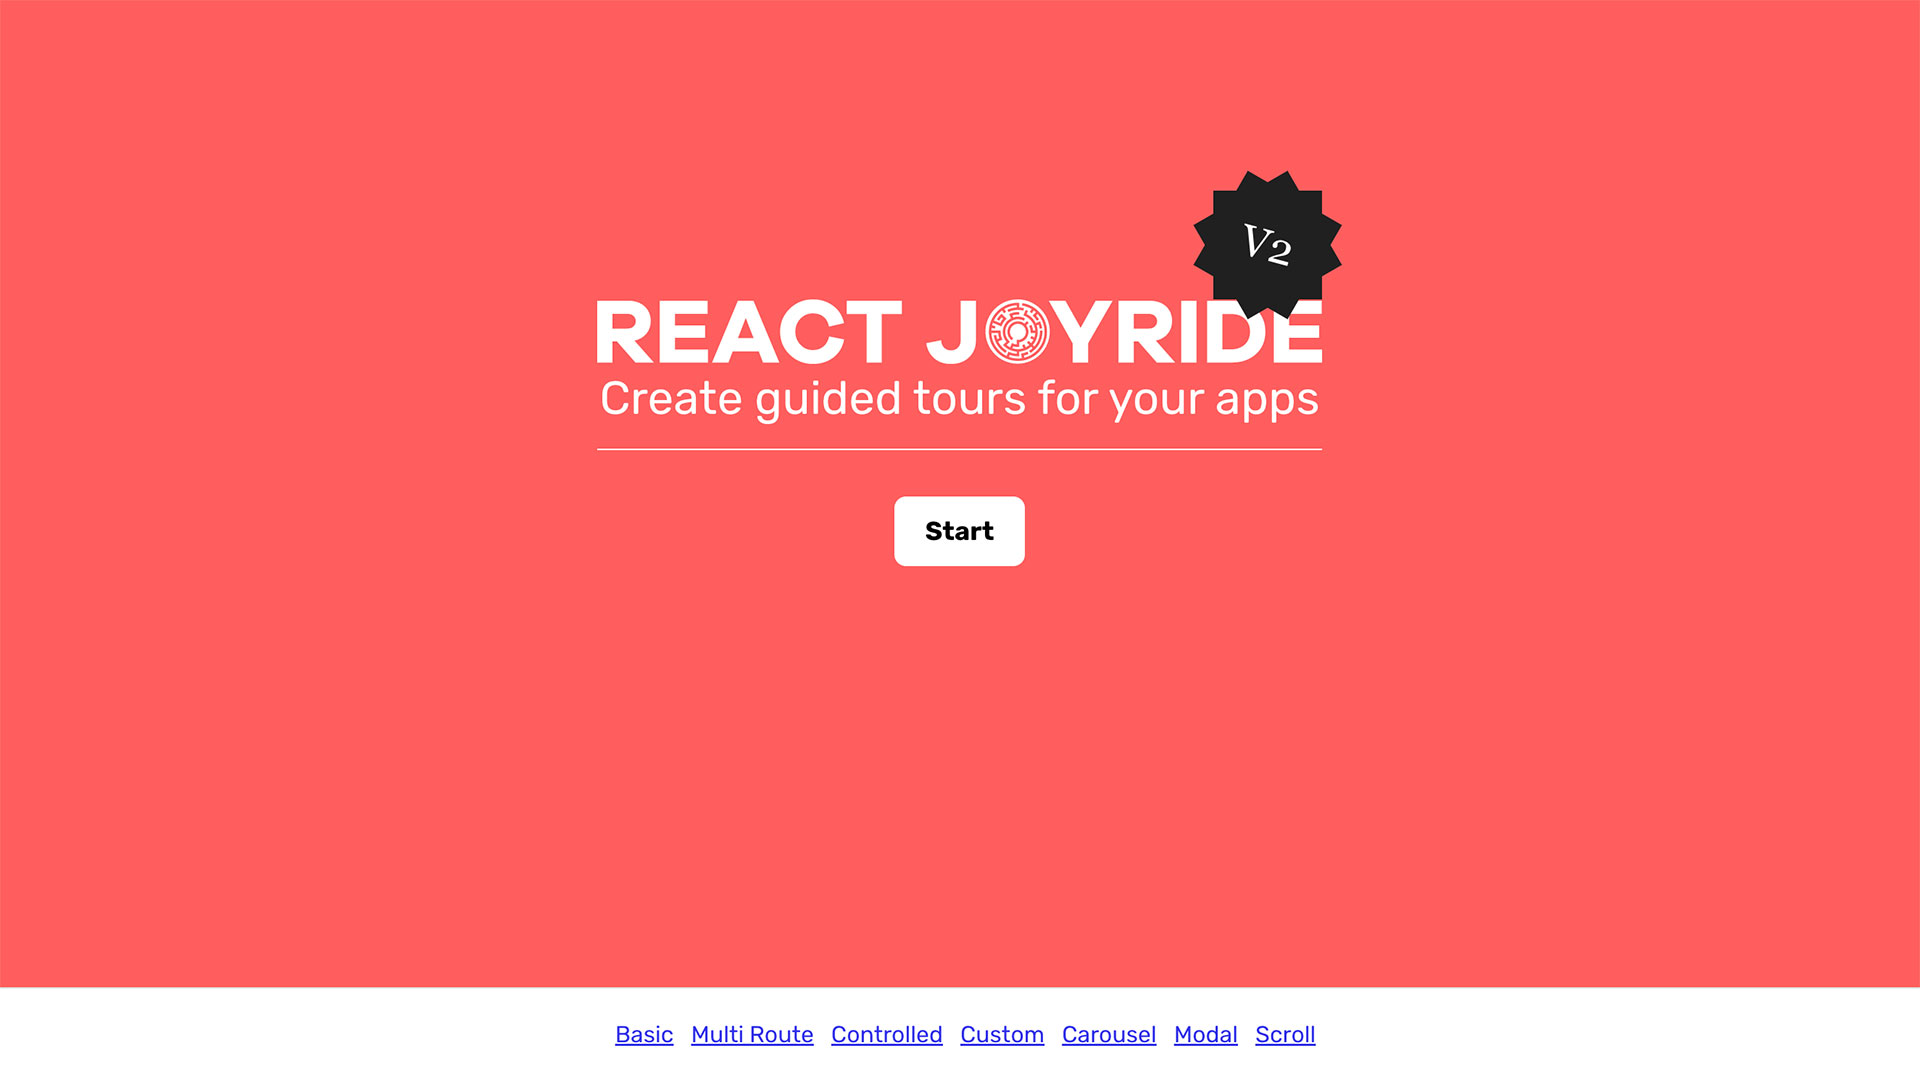 V2
REACT JOYRIDE
Create guided tours for your apps
Start
Basic Multi Route Controlled Custom Carousel Modal Scroll